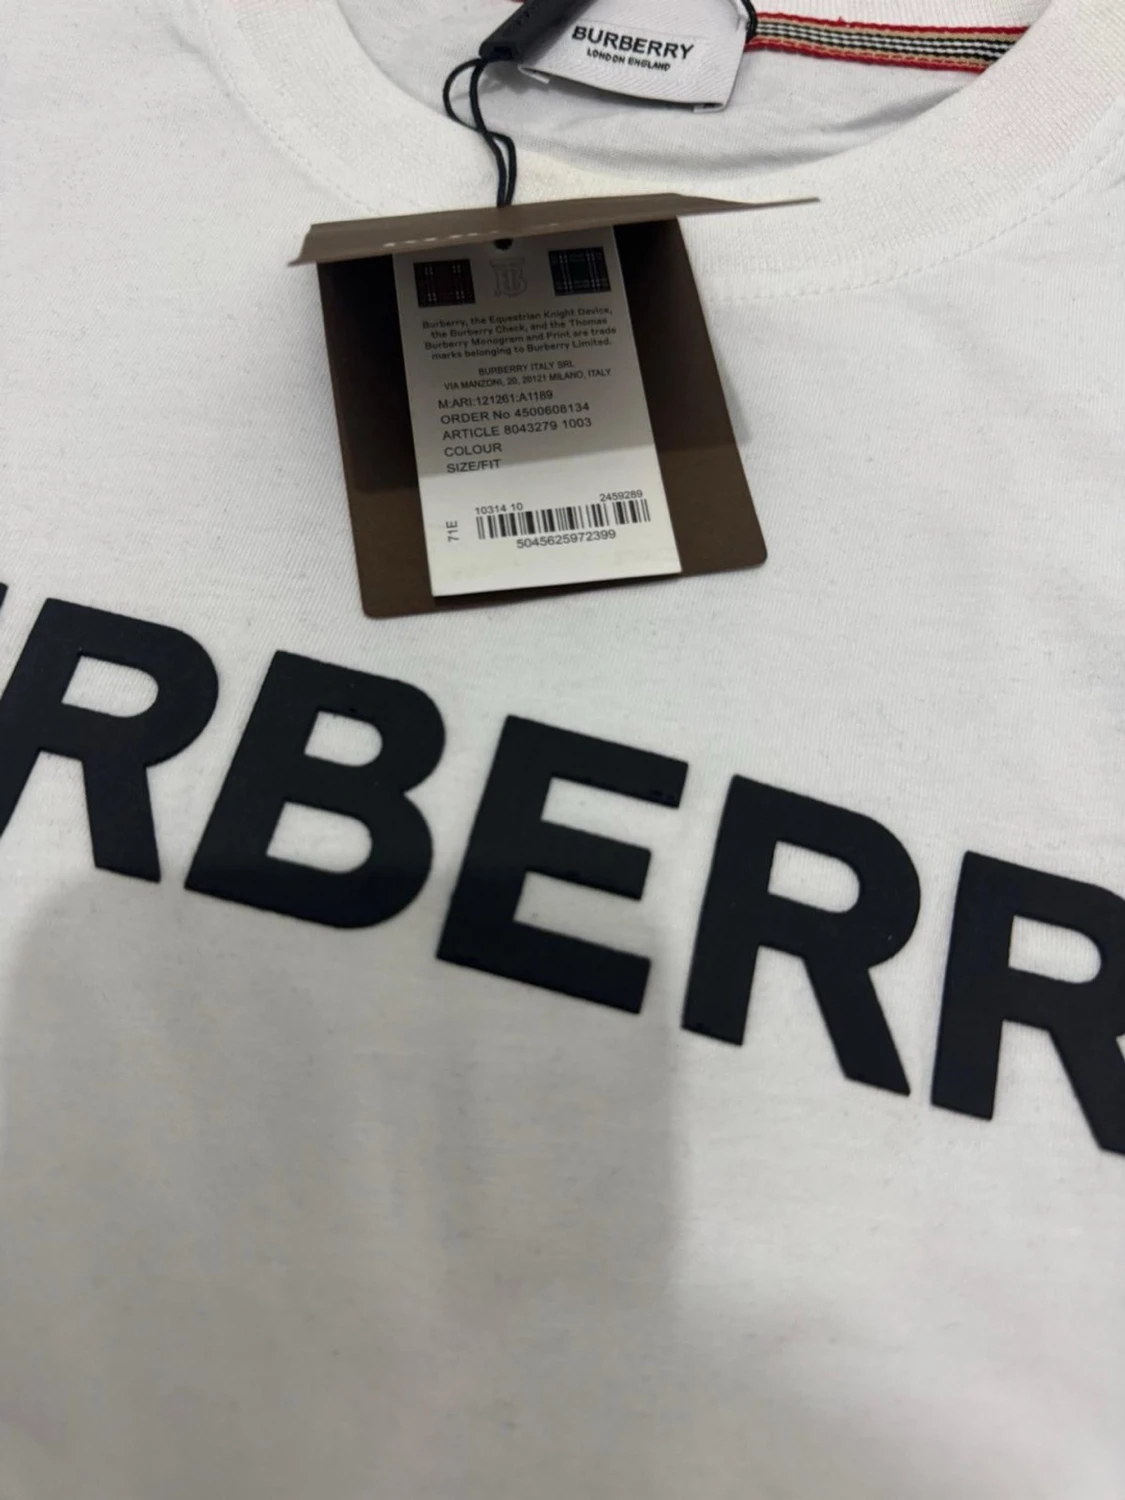 BURBERRY
LONDON ENGLAND
Burberry, the Equestrian Knight Device,
the Burberry Check, and the Thomas
Burberry Monogram and Print are trade
marks belonging to Burberry Limited.
BURBERRY ITALY SRL
VIA MANZONI, 20, 20121 MILANO, ITALY
M:ARI:121261:A1189
ORDER No 4500608134
ARTICLE 8043279 1003
COLOUR
SIZE/FIT
10314 10 2459289
71E
5045625972399
RBERR